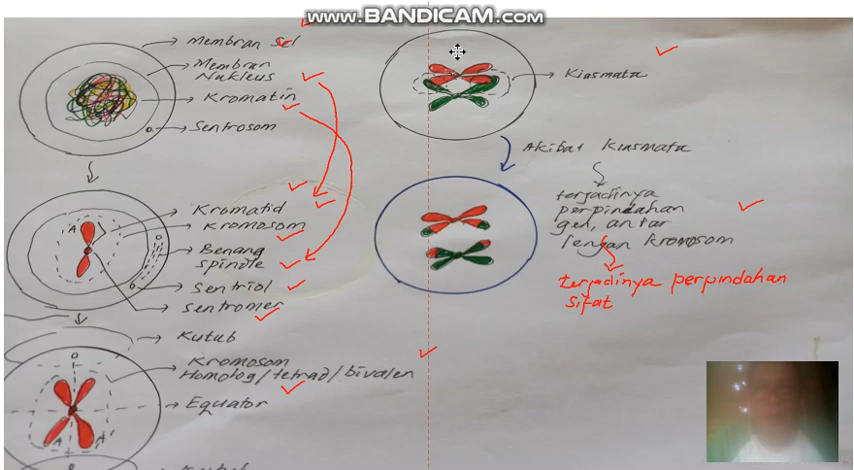 www.BANDICAM.com
Membran Sel
Membran
Nukleus
Kromatin
Sentrosom
Kromatid
Kromosom
Benang
spindle
Sentriol
Sentromer
A
Kutub
Kromosom
Homolog/tetrad/bivalen
Equator
A A'
Kutub
Kiasmata
Akibat kiasmata
terjadinya
perpindahan
gen, antar
lengan kromosom
terjadinya perpindahan
sifat